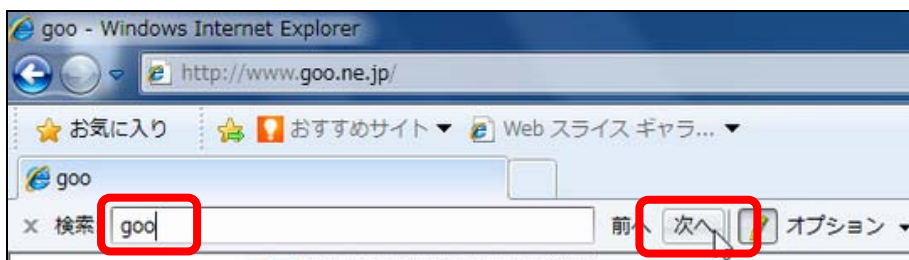 goo - Windows Internet Explorer
http://www.goo.ne.jp/
お気に入り おすすめサイト ▼ Web スライス ギャラ... ▼
goo
× 検索: goo 前へ 次へ オプション ▼